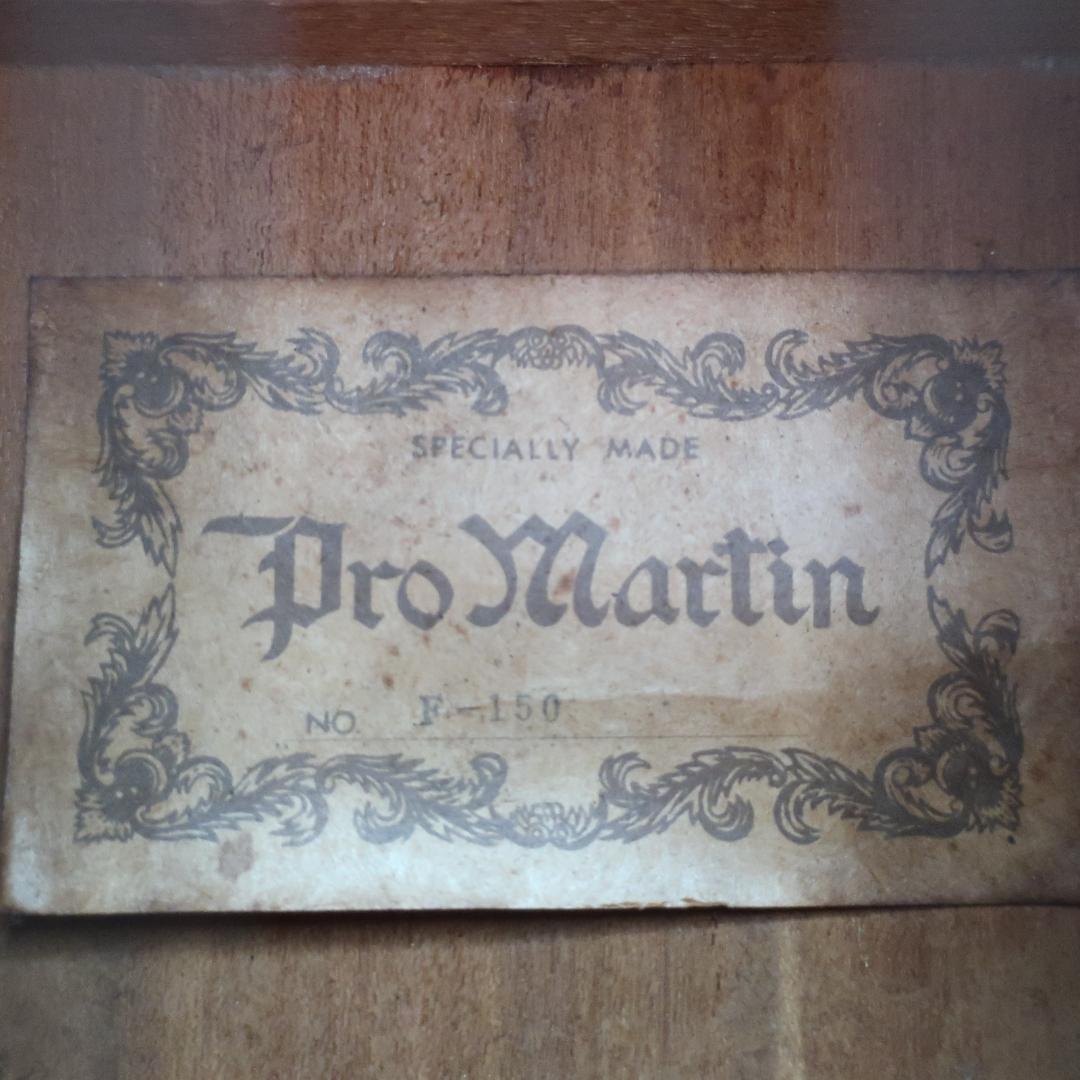 SPECIALLY MADE
Pro Martin
NO. F-150